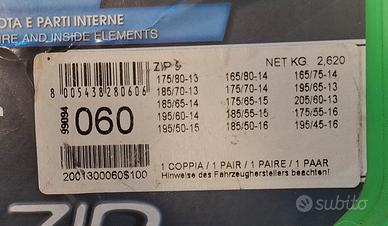 OTA E PARTI INTERNE
IRE AND INSIDE ELEMENTS
ZIP 9
NET KG 2,620
8 005438 280606
175/80-13 165/80-14 165/75-14
185/70-13 175/70-14 195/65-13
185/65-14 175/65-15 205/60-13
195/60-14 185/55-15 175/55-16
195/50-15 185/50-16 195/45-16
99094
060
2001300060$100
1 COPPIA / 1 PAIR / 1 PAIRE / 1 PAAR
Hinweise des Fahrzeugherstellers beachten!
ZIP
subito